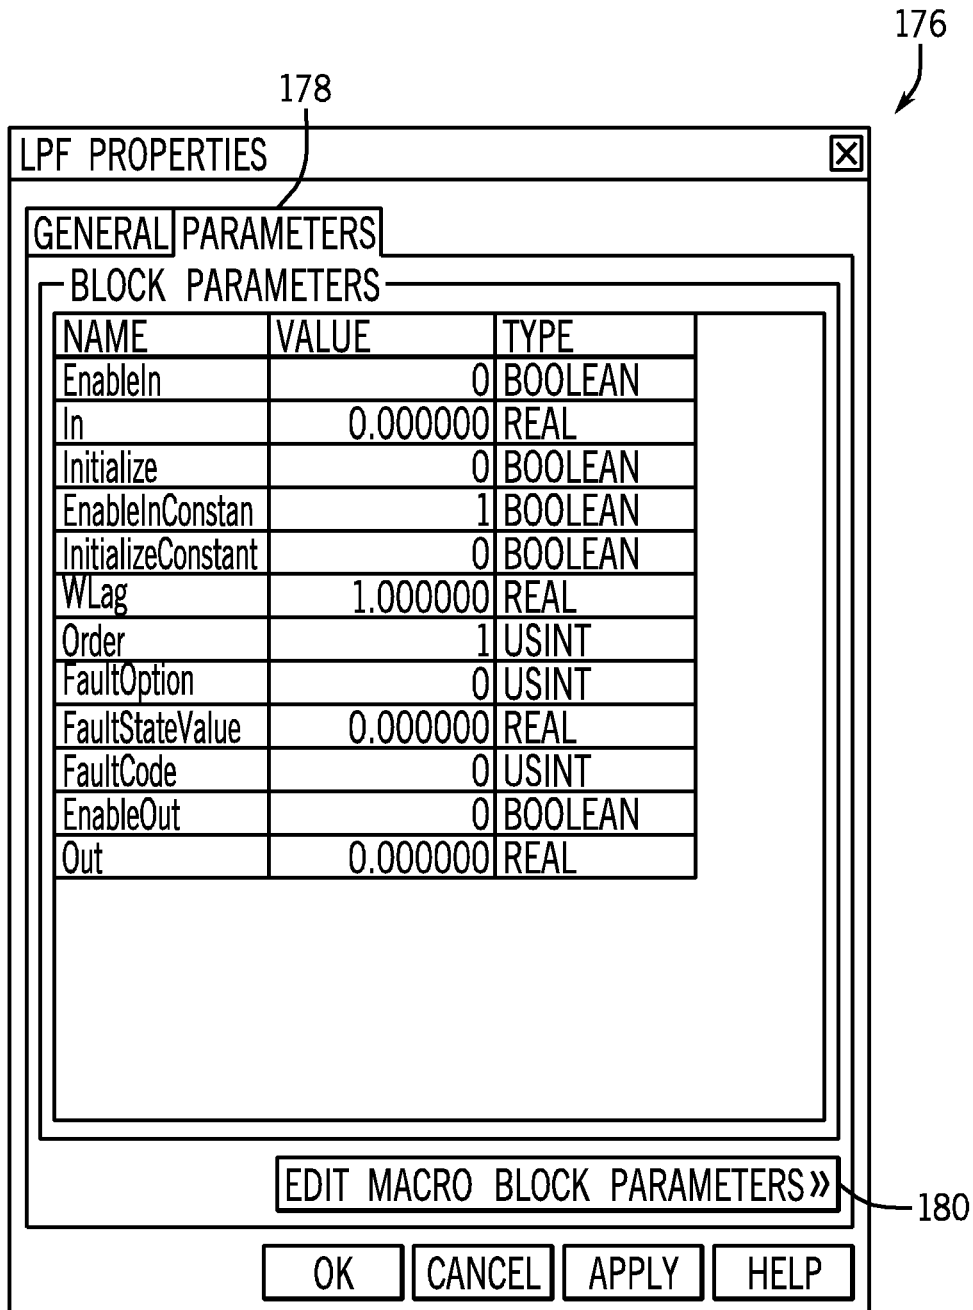 176
178
LPF PROPERTIES
GENERAL PARAMETERS
BLOCK PARAMETERS
NAME VALUE TYPE
EnableIn 0 BOOLEAN
In 0.000000 REAL
Initialize 0 BOOLEAN
EnableInConstan 1 BOOLEAN
InitializeConstant 0 BOOLEAN
WLag 1.000000 REAL
Order 1 USINT
FaultOption 0 USINT
FaultStateValue 0.000000 REAL
FaultCode 0 USINT
EnableOut 0 BOOLEAN
Out 0.000000 REAL
EDIT MACRO BLOCK PARAMETERS»
180
OK CANCEL APPLY HELP